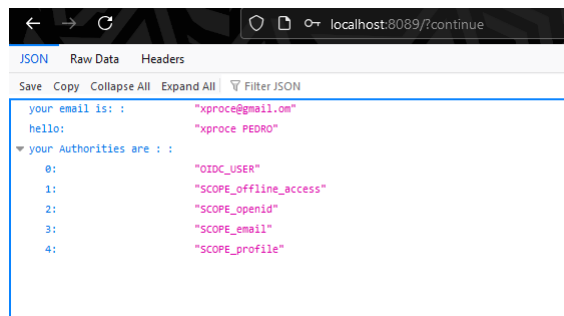 localhost:8089/?continue
JSON Raw Data Headers
Save Copy Collapse All Expand All Filter JSON
your email is: : "xproce@gmail.om"
hello: "xproce PEDRO"
your Authorities are : :
0: "OIDC_USER"
1: "SCOPE_offline_access"
2: "SCOPE_openid"
3: "SCOPE_email"
4: "SCOPE_profile"